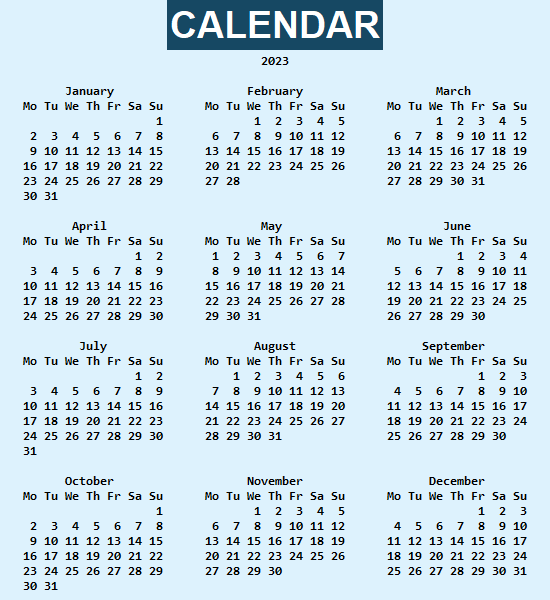 CALENDAR
2023
January February March
Mo Tu We Th Fr Sa Su Mo Tu We Th Fr Sa Su Mo Tu We Th Fr Sa Su
1 1 2 3 4 5 1 2 3 4 5
2 3 4 5 6 7 8 6 7 8 9 10 11 12 6 7 8 9 10 11 12
9 10 11 12 13 14 15 13 14 15 16 17 18 19 13 14 15 16 17 18 19
16 17 18 19 20 21 22 20 21 22 23 24 25 26 20 21 22 23 24 25 26
23 24 25 26 27 28 29 27 28 27 28 29 30 31
30 31
April May June
Mo Tu We Th Fr Sa Su Mo Tu We Th Fr Sa Su Mo Tu We Th Fr Sa Su
1 2 1 2 3 4 5 6 7 1 2 3 4
3 4 5 6 7 8 9 8 9 10 11 12 13 14 5 6 7 8 9 10 11
10 11 12 13 14 15 16 15 16 17 18 19 20 21 12 13 14 15 16 17 18
17 18 19 20 21 22 23 22 23 24 25 26 27 28 19 20 21 22 23 24 25
24 25 26 27 28 29 30 29 30 31 26 27 28 29 30
July August September
Mo Tu We Th Fr Sa Su Mo Tu We Th Fr Sa Su Mo Tu We Th Fr Sa Su
1 2 1 2 3 4 5 6 1 2 3
3 4 5 6 7 8 9 7 8 9 10 11 12 13 4 5 6 7 8 9 10
10 11 12 13 14 15 16 14 15 16 17 18 19 20 11 12 13 14 15 16 17
17 18 19 20 21 22 23 21 22 23 24 25 26 27 18 19 20 21 22 23 24
24 25 26 27 28 29 30 28 29 30 31 25 26 27 28 29 30
31
October November December
Mo Tu We Th Fr Sa Su Mo Tu We Th Fr Sa Su Mo Tu We Th Fr Sa Su
1 1 2 3 4 5 1 2 3
2 3 4 5 6 7 8 6 7 8 9 10 11 12 4 5 6 7 8 9 10
9 10 11 12 13 14 15 13 14 15 16 17 18 19 11 12 13 14 15 16 17
16 17 18 19 20 21 22 20 21 22 23 24 25 26 18 19 20 21 22 23 24
23 24 25 26 27 28 29 27 28 29 30 25 26 27 28 29 30 31
30 31